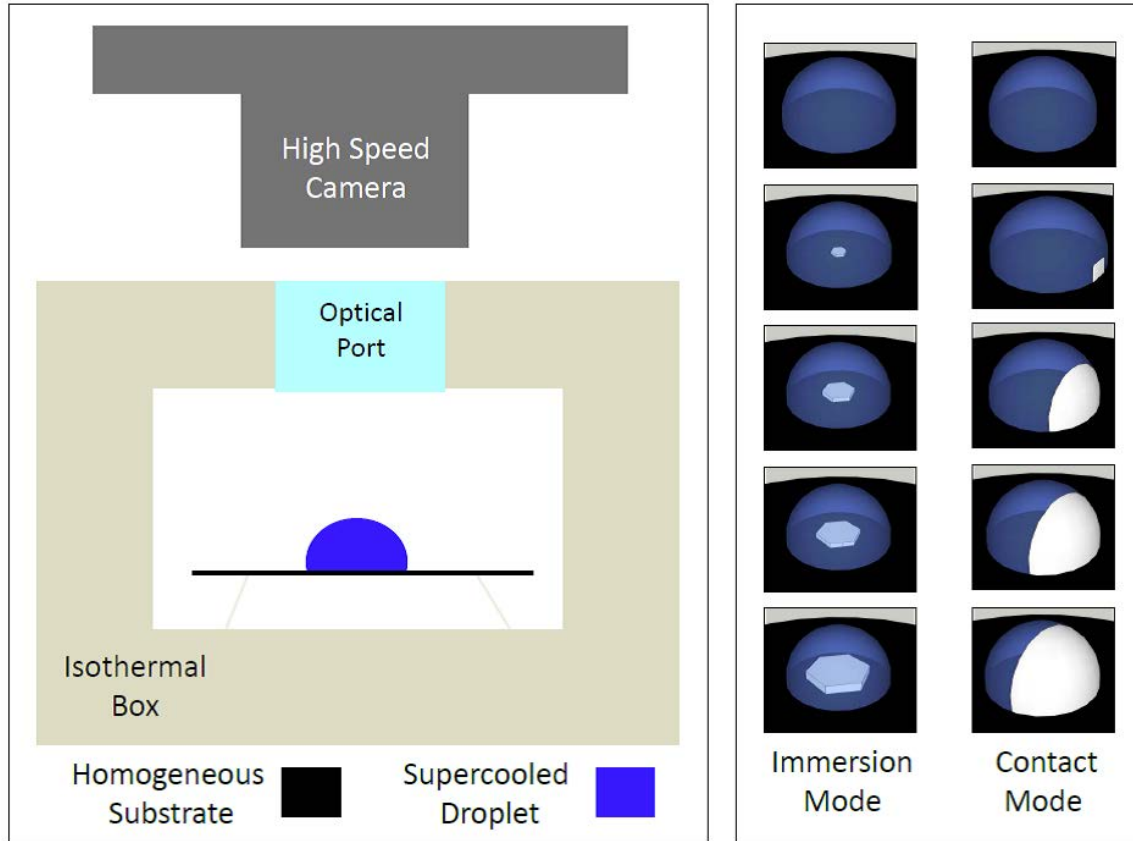 High Speed
Camera
Optical
Port
Isothermal
Box
Homogeneous
Substrate
Supercooled
Droplet
Immersion
Mode
Contact
Mode